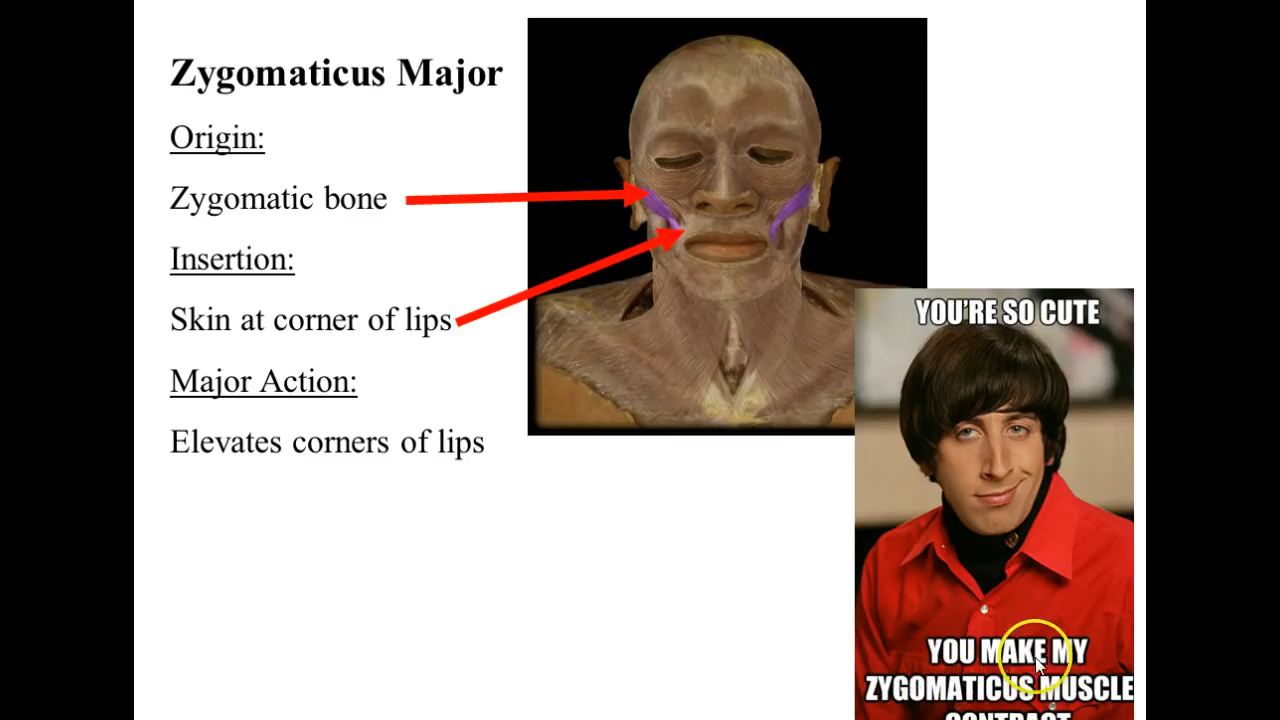 Zygomaticus Major
Origin:
Zygomatic bone
Insertion:
Skin at corner of lips
Major Action:
Elevates corners of lips
YOU'RE SO CUTE
YOU MAKE MY
ZYGOMATICUS MUSCLE
CONTRACT